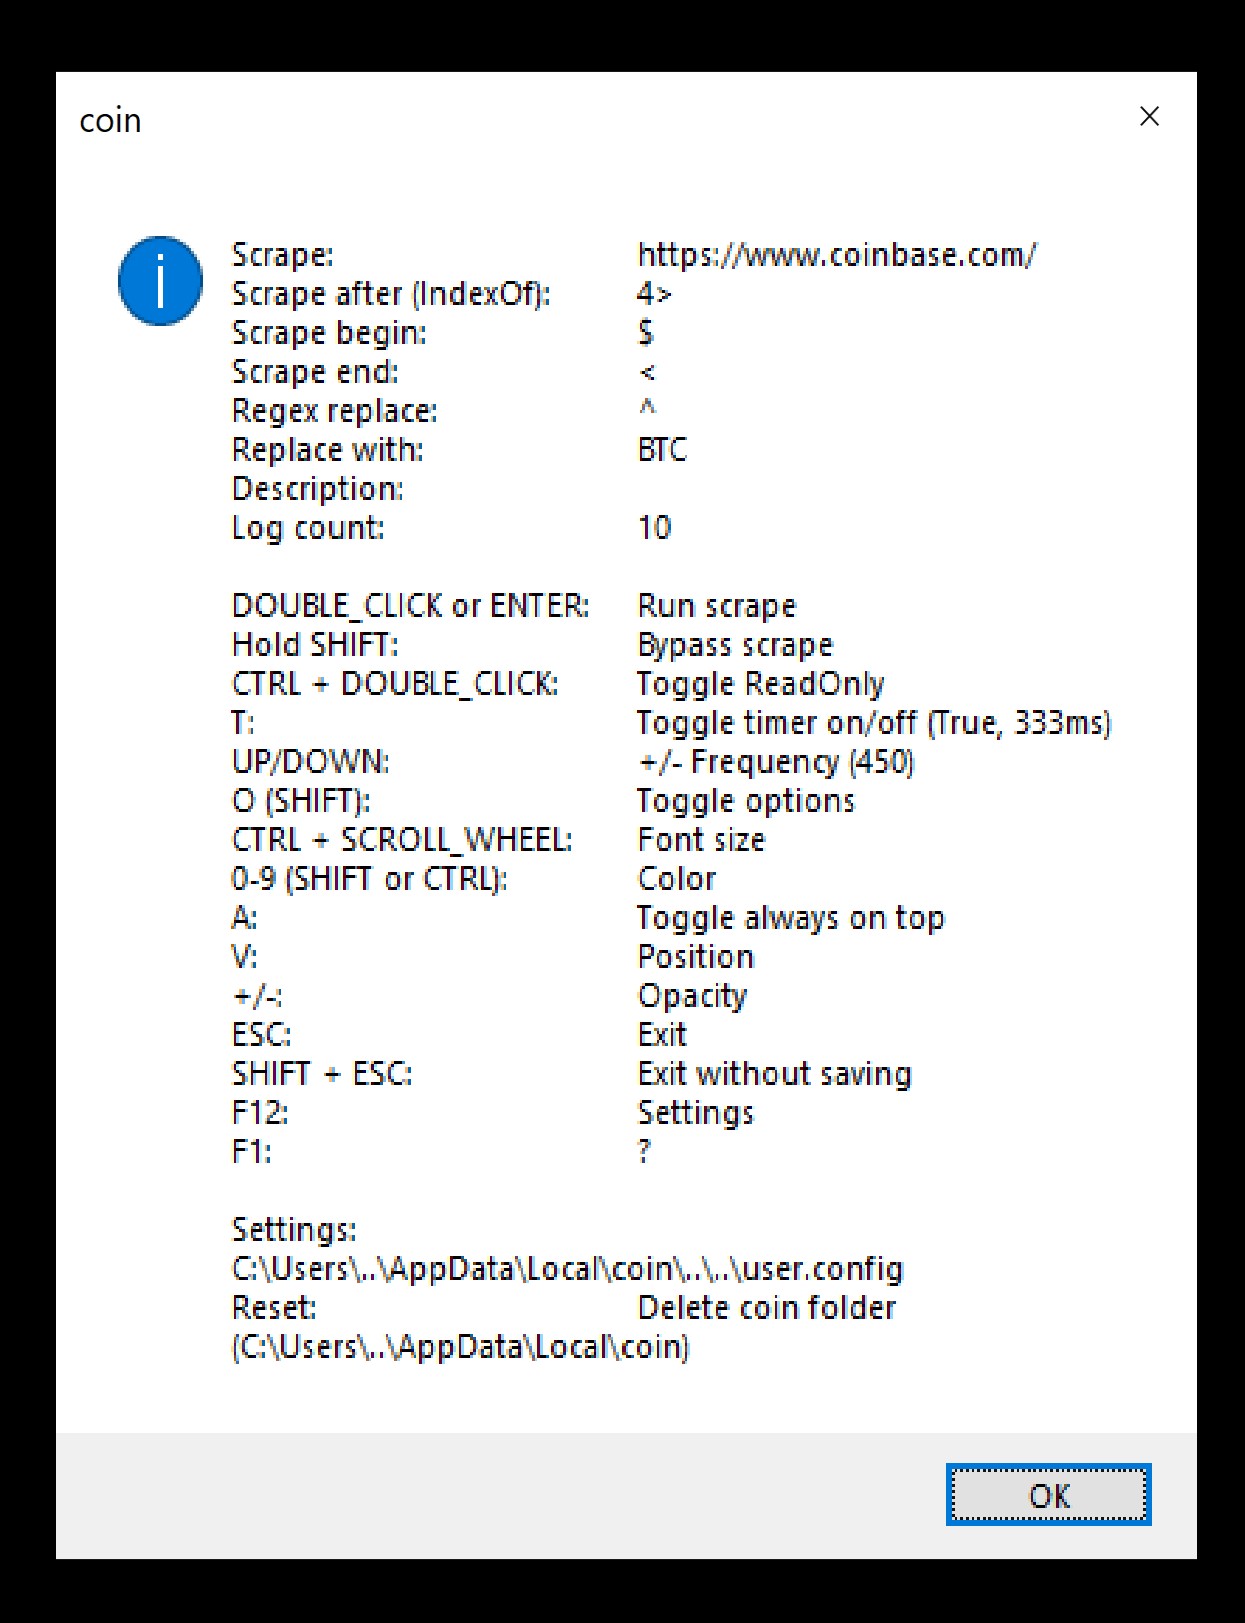 coin
Scrape: https://www.coinbase.com/
Scrape after (IndexOf): 4>
Scrape begin: $
Scrape end: <
Regex replace: ^
Replace with: BTC
Description:
Log count: 10
DOUBLE_CLICK or ENTER: Run scrape
Hold SHIFT: Bypass scrape
CTRL + DOUBLE_CLICK: Toggle ReadOnly
T: Toggle timer on/off (True, 333ms)
UP/DOWN: +/- Frequency (450)
O (SHIFT): Toggle options
CTRL + SCROLL_WHEEL: Font size
0-9 (SHIFT or CTRL): Color
A: Toggle always on top
V: Position
+/-: Opacity
ESC: Exit
SHIFT + ESC: Exit without saving
F12: Settings
F1: ?
Settings:
C:\Users\..\AppData\Local\coin\..\..\user.config
Reset: Delete coin folder
(C:\Users\..\AppData\Local\coin)
OK